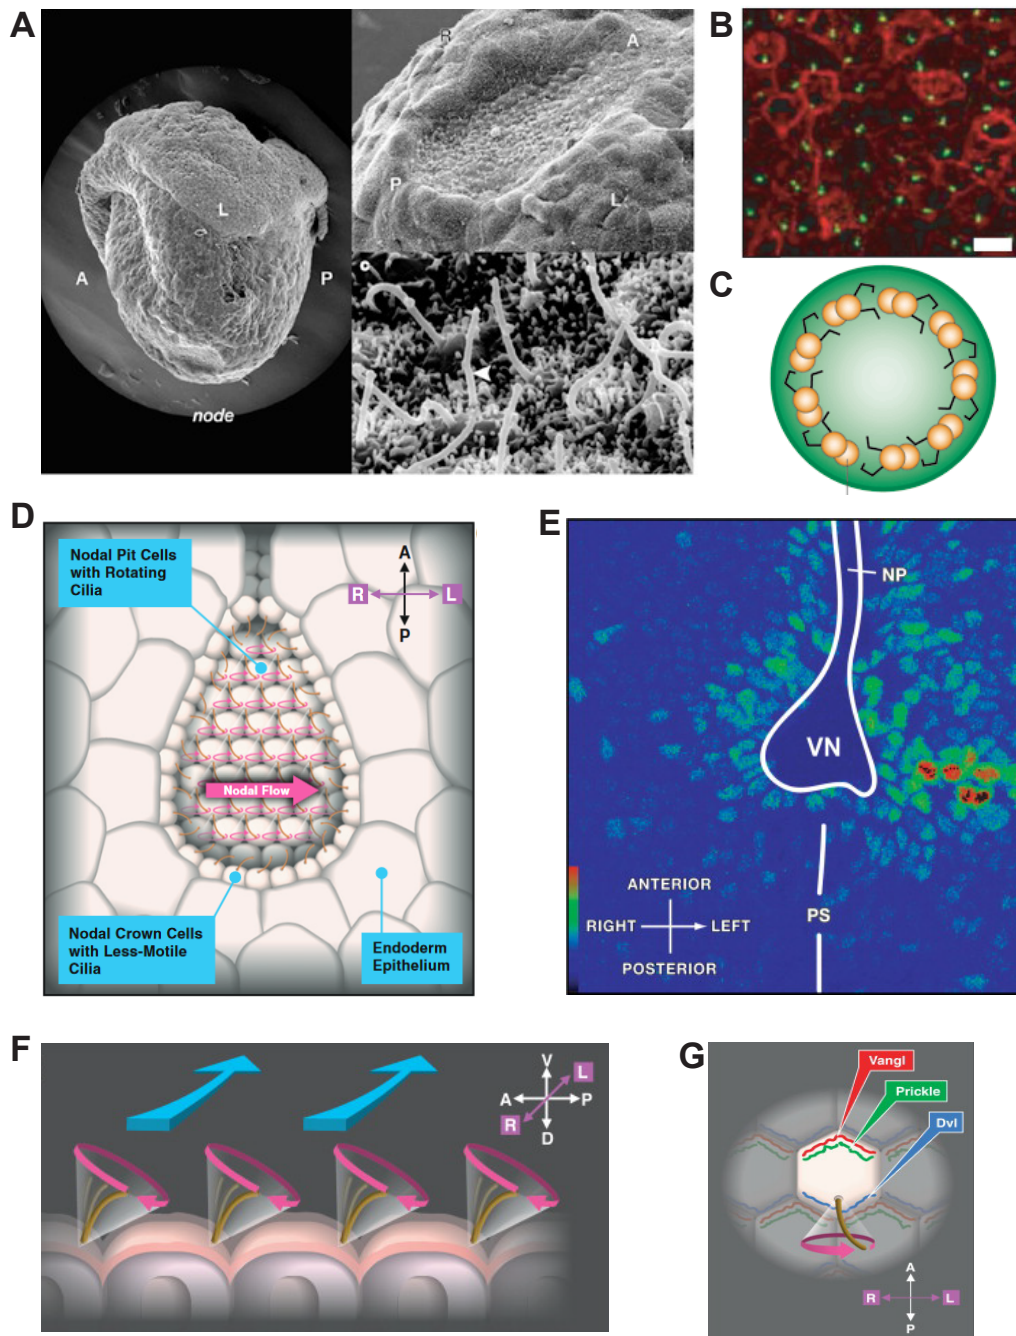 A
R
A
L
A
P
P
L
c
node
B
C
D
Nodal Pit Cells
with Rotating
Cilia
A
R
L
P
Nodal Flow
Nodal Crown Cells
with Less-Motile
Cilia
Endoderm
Epithelium
E
NP
VN
PS
ANTERIOR
RIGHT
LEFT
POSTERIOR
F
V
L
A
P
R
D
G
Vangl
Prickle
Dvl
A
R
L
P